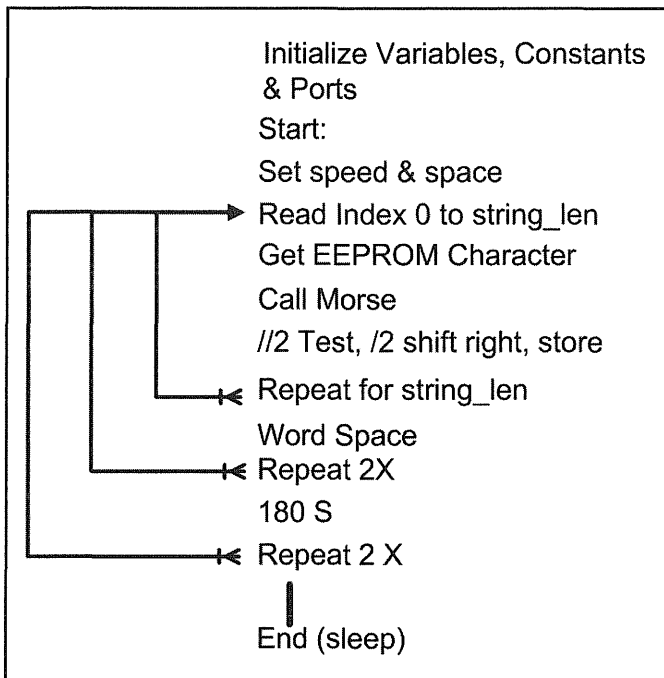 Initialize Variables, Constants
& Ports
Start:
Set speed & space
Read Index 0 to string_len
Get EEPROM Character
Call Morse
//2 Test, /2 shift right, store
Repeat for string_len
Word Space
Repeat 2X
180 S
Repeat 2 X
End (sleep)